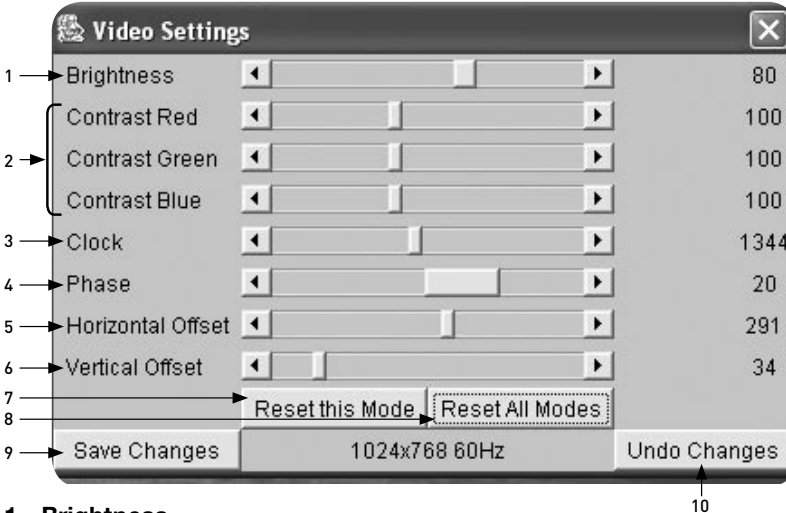 Video Settings
1 Brightness 80
Contrast Red 100
2 Contrast Green 100
Contrast Blue 100
3 Clock 1344
4 Phase 20
5 Horizontal Offset 291
6 Vertical Offset 34
7 Reset this Mode Reset All Modes
8
9 Save Changes 1024x768 60Hz Undo Changes
10